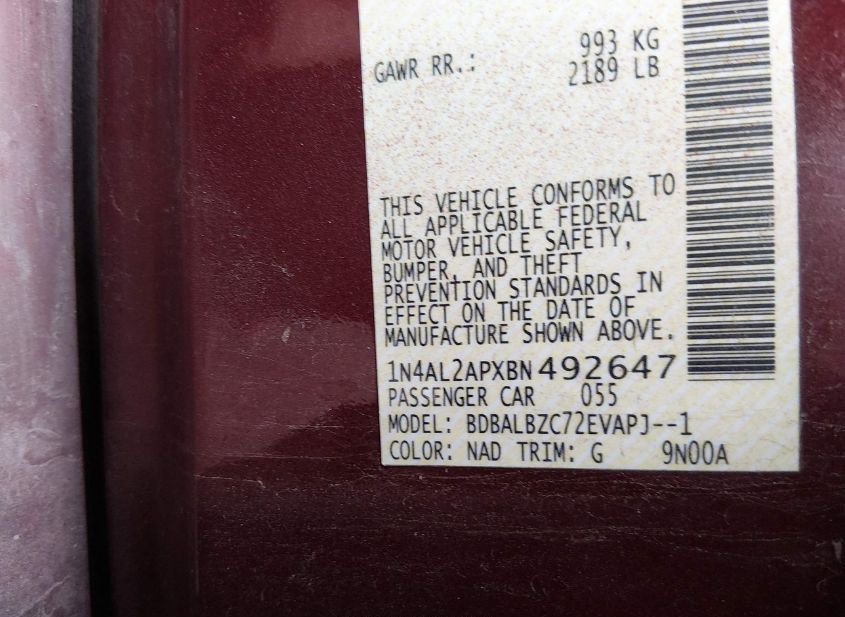 993 KG
GAWR RR.: 2189 LB
THIS VEHICLE CONFORMS TO
ALL APPLICABLE FEDERAL
MOTOR VEHICLE SAFETY,
BUMPER, AND THEFT
PREVENTION STANDARDS IN
EFFECT ON THE DATE OF
MANUFACTURE SHOWN ABOVE.
1N4AL2APXBN492647
PASSENGER CAR 055
MODEL: BDBALBZC72EVAPJ--1
COLOR: NAD TRIM: G 9N00A